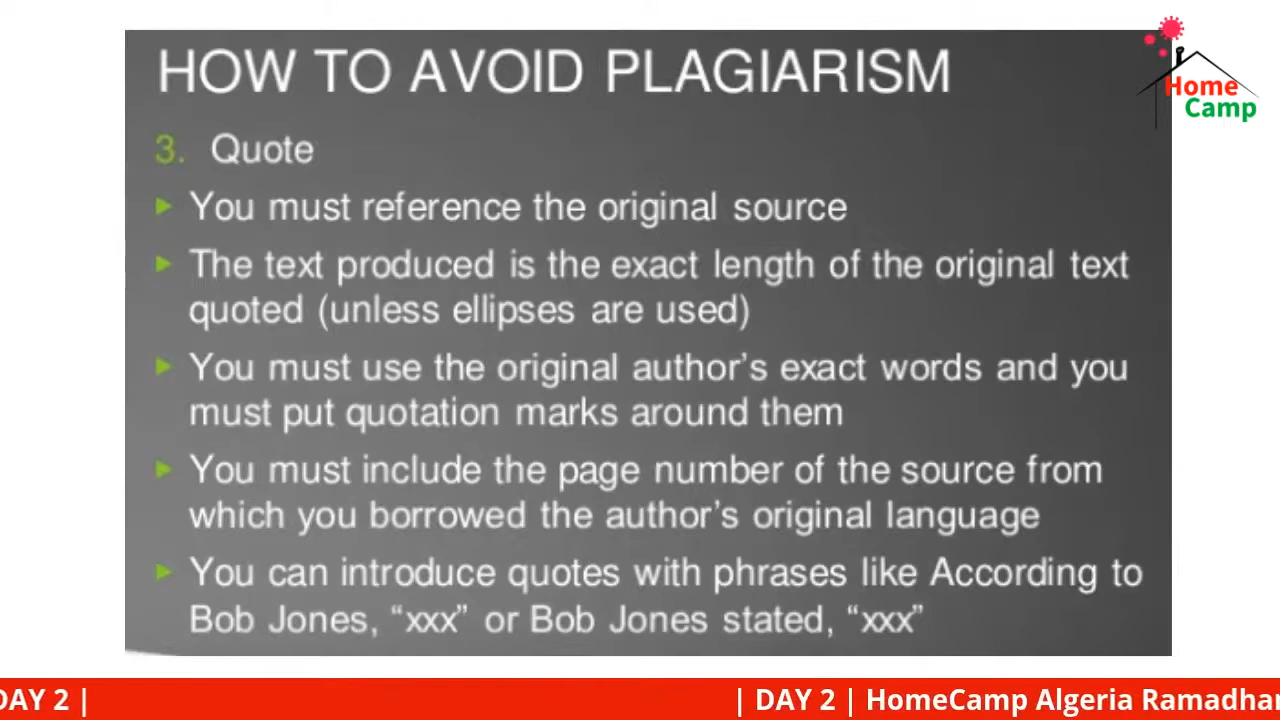 HOW TO AVOID PLAGIARISM
Home
Camp
3. Quote
You must reference the original source
The text produced is the exact length of the original text
quoted (unless ellipses are used)
You must use the original author’s exact words and you
must put quotation marks around them
You must include the page number of the source from
which you borrowed the author’s original language
You can introduce quotes with phrases like According to
Bob Jones, “xxx” or Bob Jones stated, “xxx”
DAY 2 | | DAY 2 | HomeCamp Algeria Ramadhan